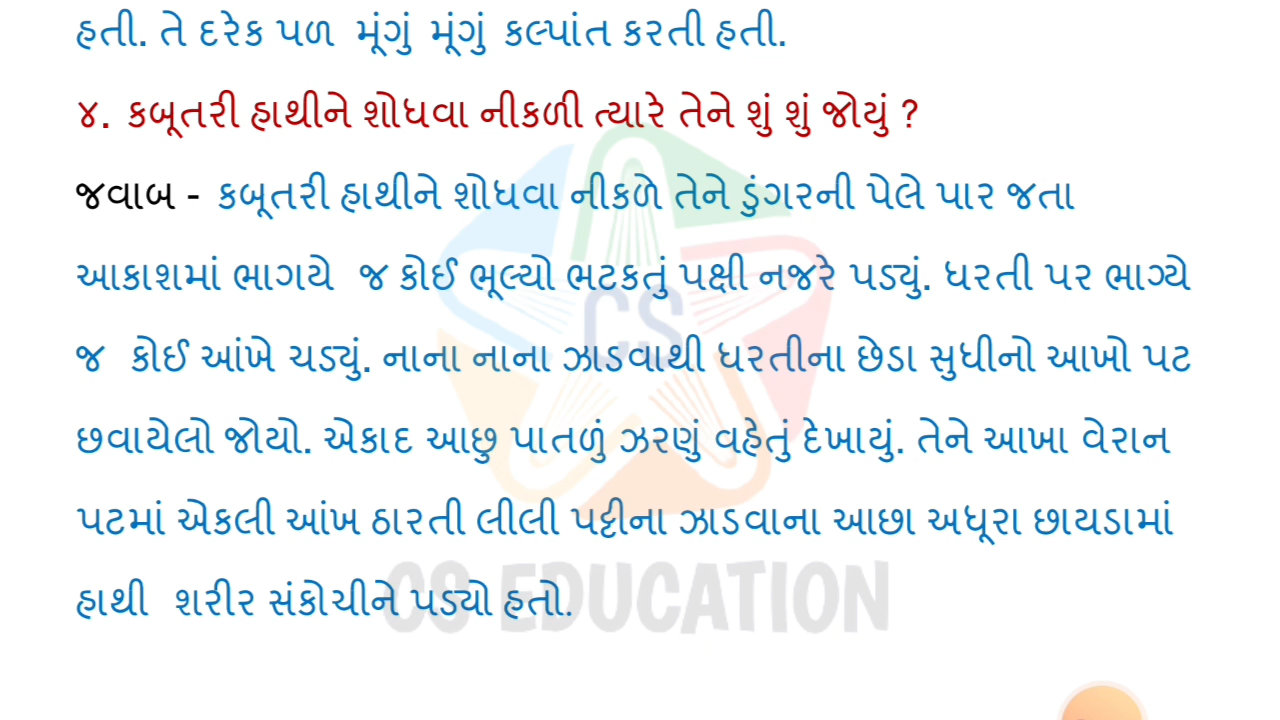 હતી. તે દરેક પળ મૂંગું મૂંગું કલ્પાંત કરતી હતી.
૪. કબૂતરી હાથીને શોધવા નીકળી ત્યારે તેને શું શું જોયું ?
જવાબ - કબૂતરી હાથીને શોધવા નીકળે તેને ડુંગરની પેલે પાર જતા
આકાશમાં ભાગયે જ કોઈ ભૂલ્યો ભટકતું પક્ષી નજરે પડ્યું. ધરતી પર ભાગ્યે
જ કોઈ આંખે ચડ્યું. નાના નાના ઝાડવાથી ધરતીના છેડા સુધીનો આખો પટ
છવાયેલો જોયો. એકાદ આછુ પાતળું ઝરણું વહેતું દેખાયું. તેને આખા વેરાન
પટમાં એકલી આંખ ઠારતી લીલી પટ્ટીના ઝાડવાના આછા અધૂરા છાયડામાં
હાથી શરીર સંકોચીને પડ્યો હતો.
CS
CS EDUCATION